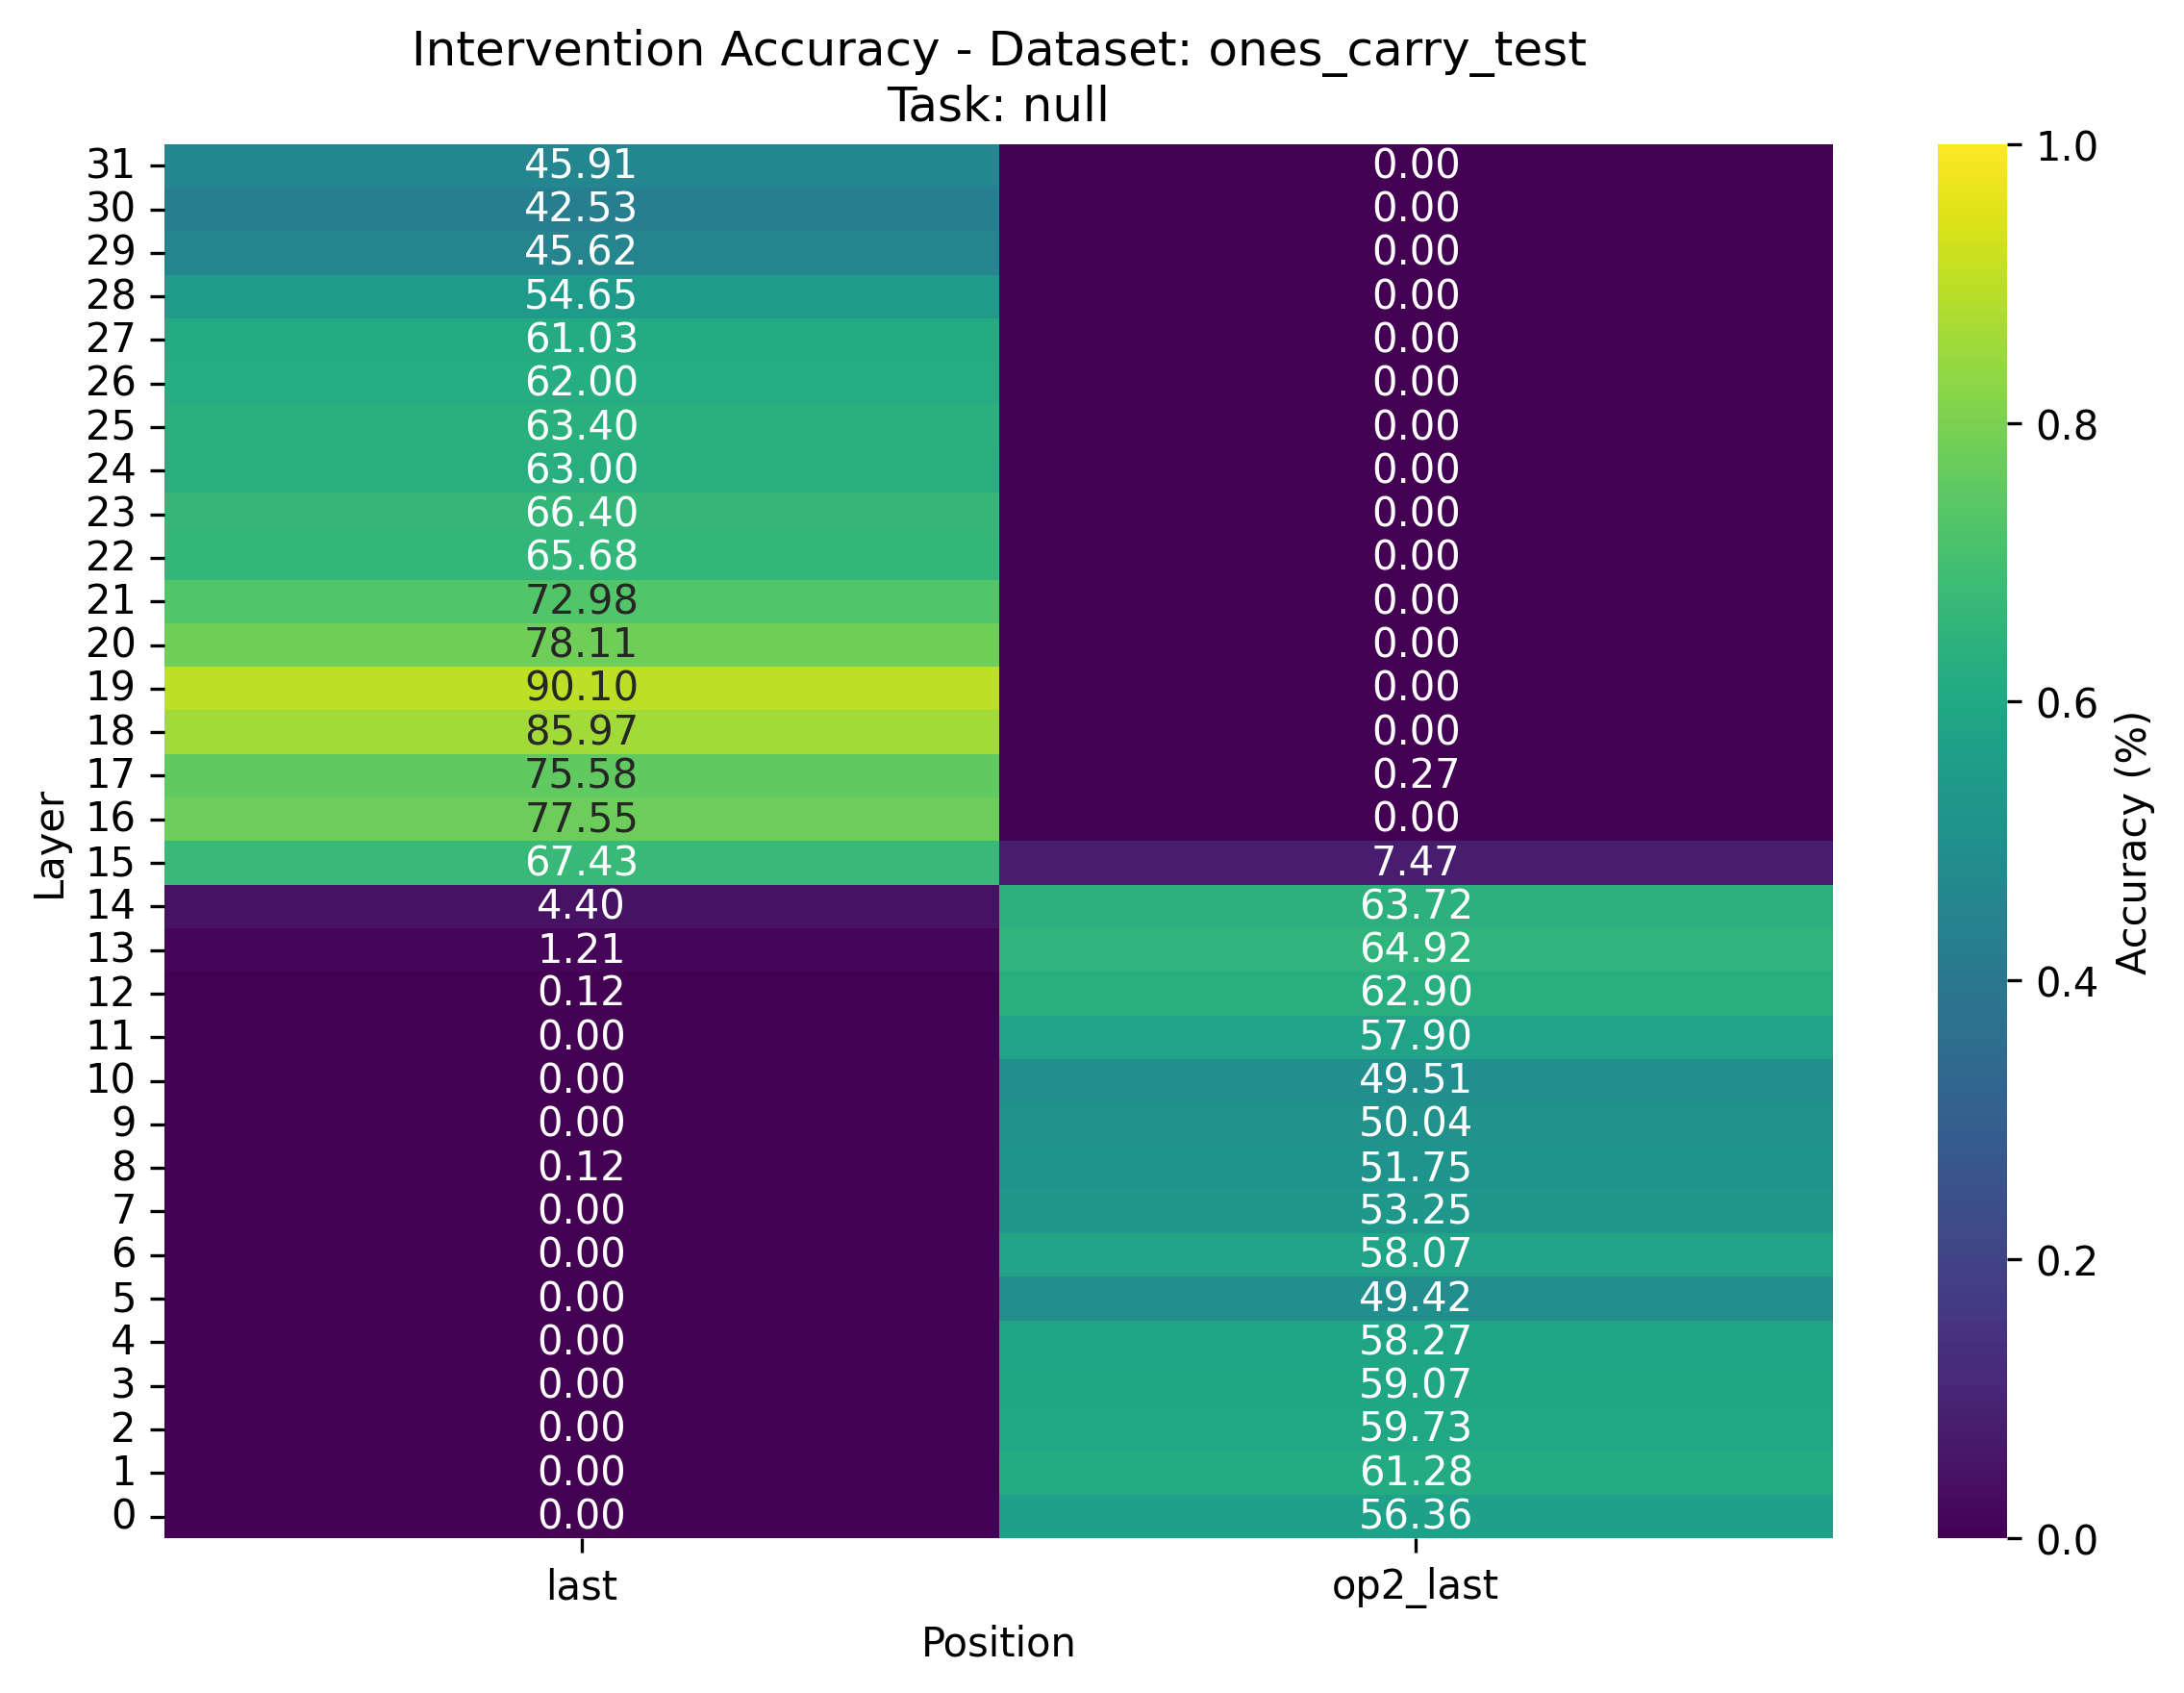 Intervention Accuracy - Dataset: ones_carry_test
Task: null
31 45.91 0.00
30 42.53 0.00
29 45.62 0.00
28 54.65 0.00
27 61.03 0.00
26 62.00 0.00
25 63.40 0.00
24 63.00 0.00
23 66.40 0.00
22 65.68 0.00
21 72.98 0.00
20 78.11 0.00
19 90.10 0.00
18 85.97 0.00
17 75.58 0.27
16 77.55 0.00
15 67.43 7.47
14 4.40 63.72
13 1.21 64.92
12 0.12 62.90
11 0.00 57.90
10 0.00 49.51
9 0.00 50.04
8 0.12 51.75
7 0.00 53.25
6 0.00 58.07
5 0.00 49.42
4 0.00 58.27
3 0.00 59.07
2 0.00 59.73
1 0.00 61.28
0 0.00 56.36
Layer
last op2_last
Position
1.0
0.8
0.6
0.4
0.2
0.0
Accuracy (%)